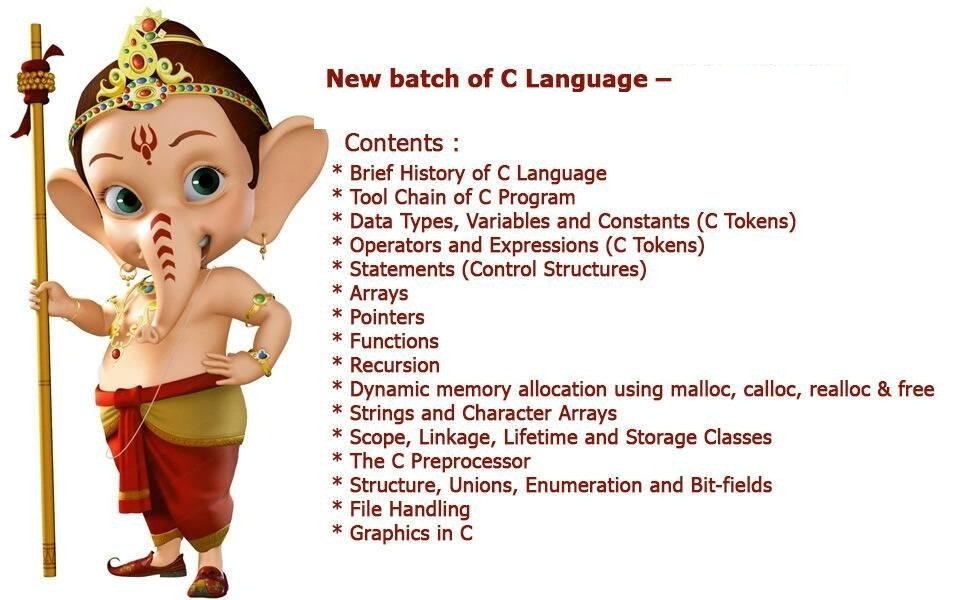 New batch of C Language –
Contents :
* Brief History of C Language
* Tool Chain of C Program
* Data Types, Variables and Constants (C Tokens)
* Operators and Expressions (C Tokens)
* Statements (Control Structures)
* Arrays
* Pointers
* Functions
* Recursion
* Dynamic memory allocation using malloc, calloc, realloc & free
* Strings and Character Arrays
* Scope, Linkage, Lifetime and Storage Classes
* The C Preprocessor
* Structure, Unions, Enumeration and Bit-fields
* File Handling
* Graphics in C